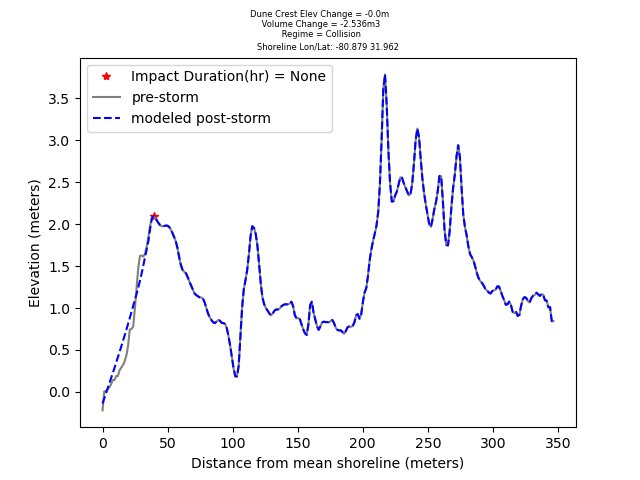 Dune Crest Elev Change = -0.0m
Volume Change = -2.536m3
Regime = Collision
Shoreline Lon/Lat: -80.879 31.962
Impact Duration(hr) = None
pre-storm
modeled post-storm
3.5
3.0
2.5
2.0
1.5
1.0
0.5
0.0
Elevation (meters)
0 50 100 150 200 250 300 350
Distance from mean shoreline (meters)